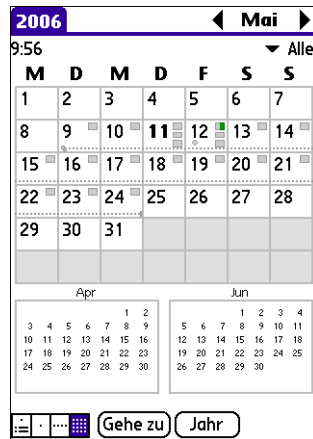 2006 Mai
9:56 Alle
M D M D F S S
1 2 3 4 5 6 7
8 9 10 11 12 13 14
15 16 17 18 19 20 21
22 23 24 25 26 27 28
29 30 31
Apr
1 2
3 4 5 6 7 8 9
10 11 12 13 14 15 16
17 18 19 20 21 22 23
24 25 26 27 28 29 30
Jun
1 2 3 4
5 6 7 8 9 10 11
12 13 14 15 16 17 18
19 20 21 22 23 24 25
26 27 28 29 30
Gehe zu Jahr